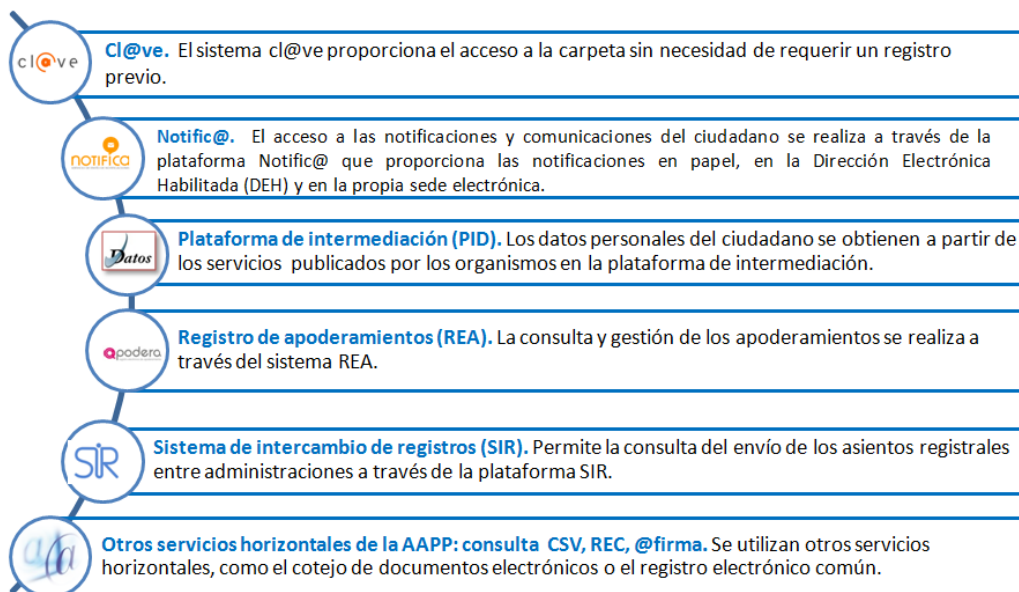 cl@ve
Cl@ve. El sistema cl@ve proporciona el acceso a la carpeta sin necesidad de requerir un registro
previo.
notifica
Notific@. El acceso a las notificaciones y comunicaciones del ciudadano se realiza a través de la
plataforma Notific@ que proporciona las notificaciones en papel, en la Dirección Electrónica
Habilitada (DEH) y en la propia sede electrónica.
Datos
Plataforma de intermediación (PID). Los datos personales del ciudadano se obtienen a partir de
los servicios publicados por los organismos en la plataforma de intermediación.
apodera
Registro de apoderamientos (REA). La consulta y gestión de los apoderamientos se realiza a
través del sistema REA.
SIR
Sistema de intercambio de registros (SIR). Permite la consulta del envío de los asientos registrales
entre administraciones a través de la plataforma SIR.
Otros servicios horizontales de la AAPP: consulta CSV, REC, @firma. Se utilizan otros servicios
horizontales, como el cotejo de documentos electrónicos o el registro electrónico común.